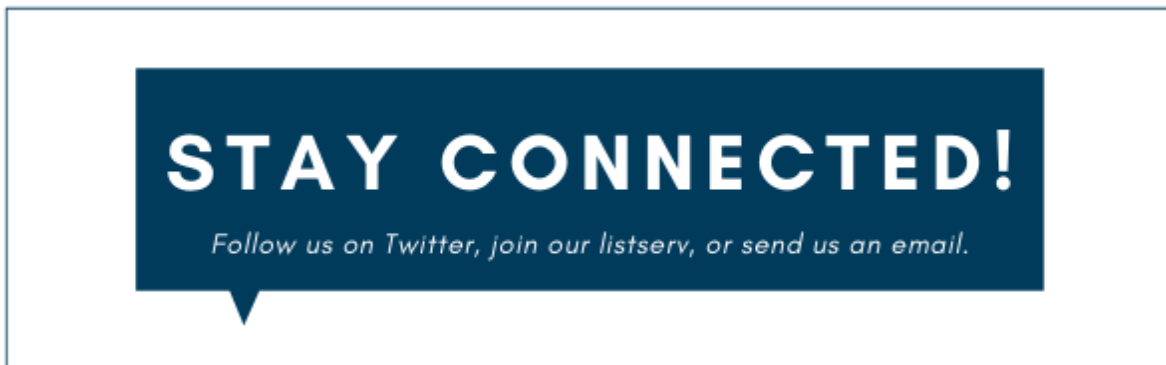 STAY CONNECTED!
Follow us on Twitter, join our listserv, or send us an email.